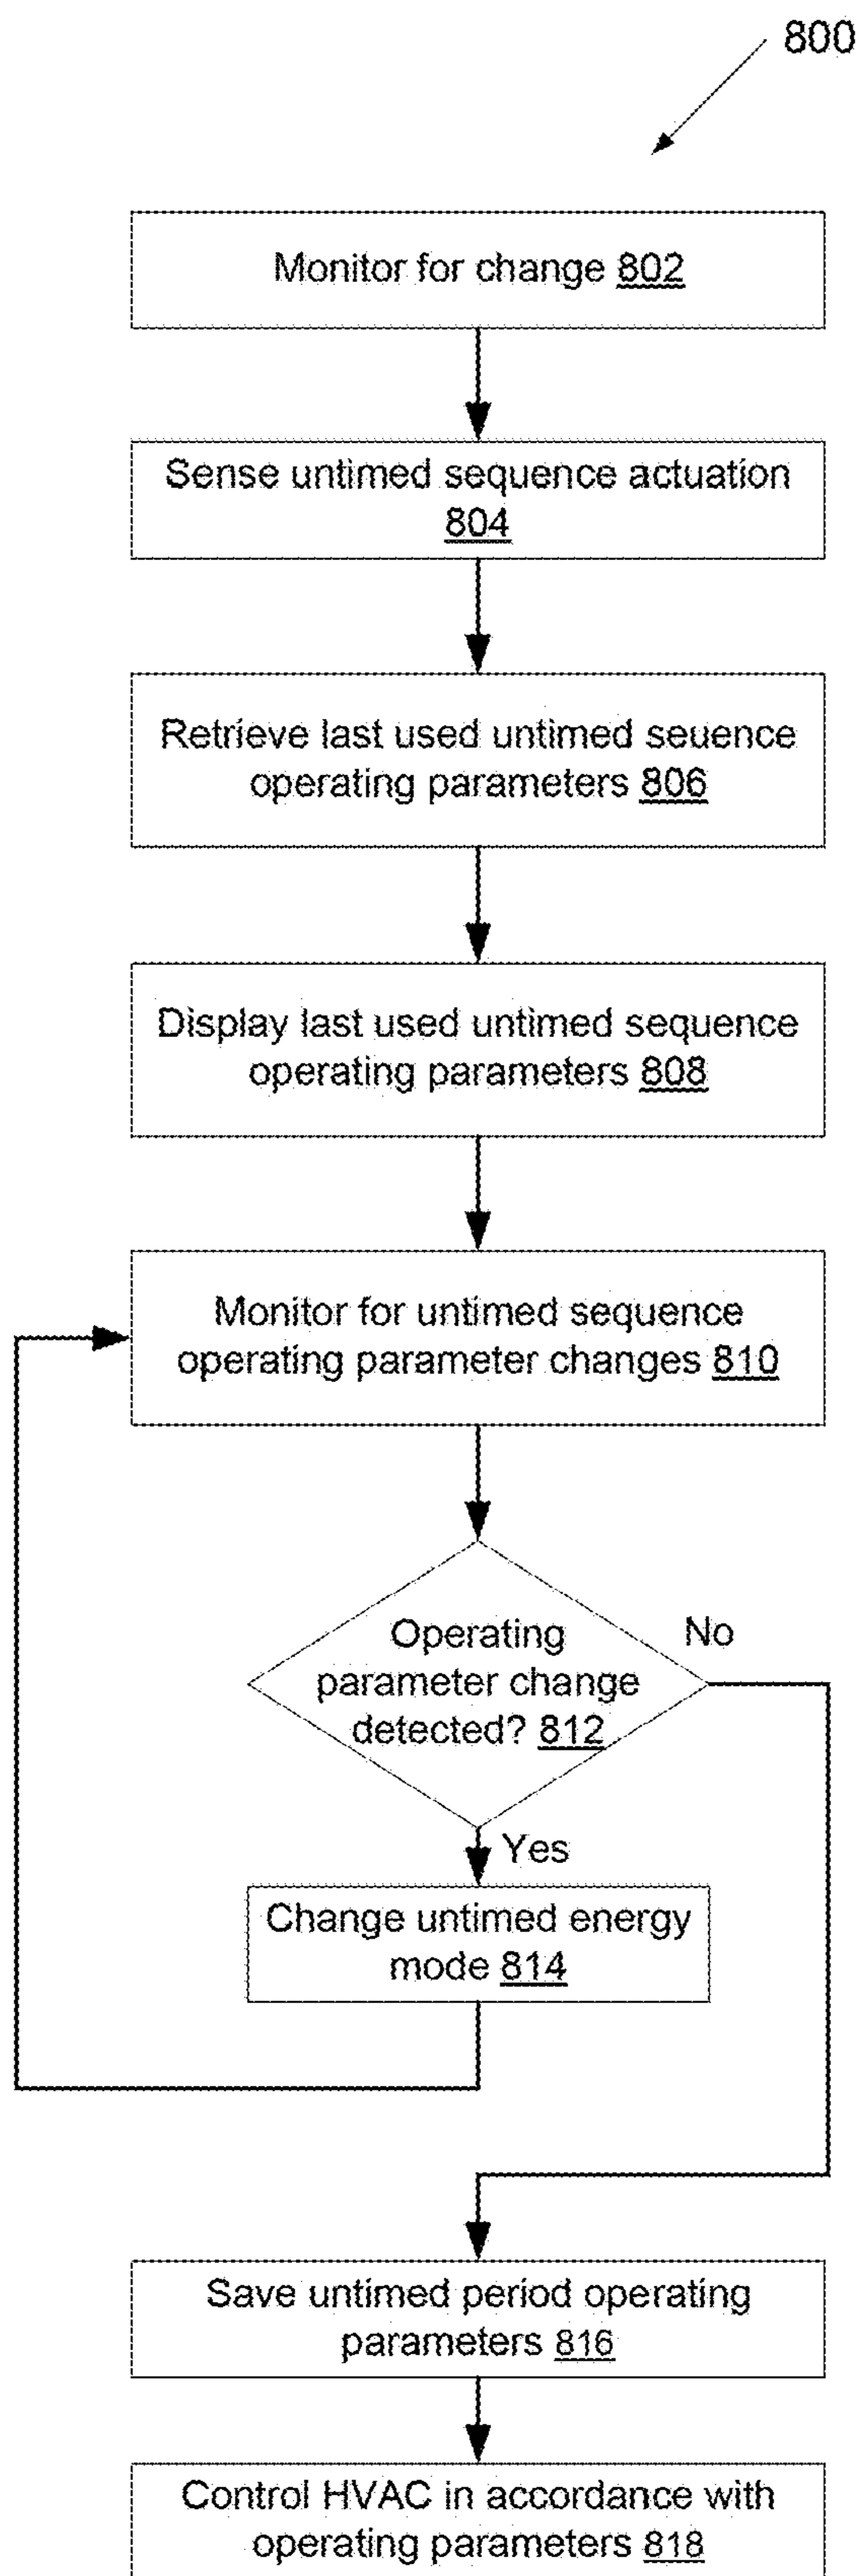 800
Monitor for change 802
Sense untimed sequence actuation
804
Retrieve last used untimed seuence
operating parameters 806
Display last used untimed sequence
operating parameters 808
Monitor for untimed sequence
operating parameter changes 810
Operating
parameter change
detected? 812
No
Yes
Change untimed energy
mode 814
Save untimed period operating
parameters 816
Control HVAC in accordance with
operating parameters 818